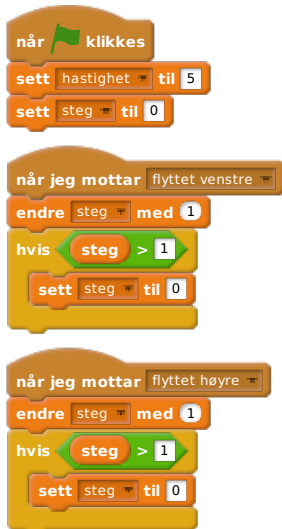 når klikkes
sett hastighet til 5
sett steg til 0
når jeg mottar flyttet venstre
endre steg med 1
hvis steg > 1
sett steg til 0
når jeg mottar flyttet høyre
endre steg med 1
hvis steg > 1
sett steg til 0